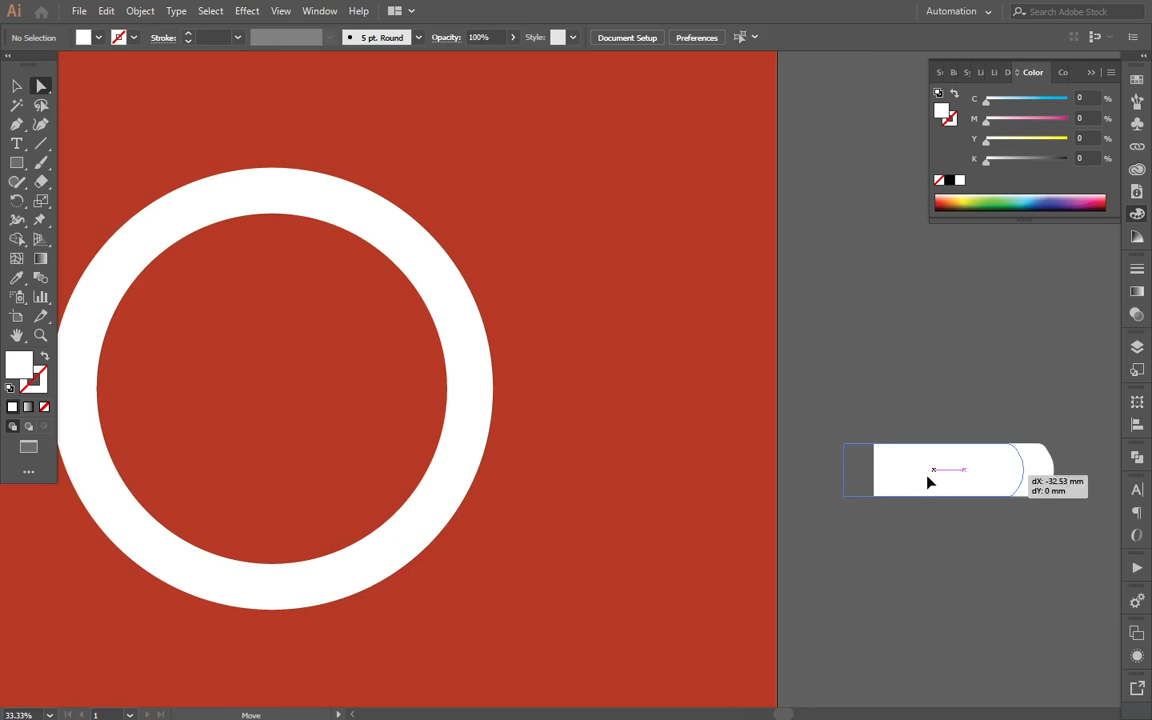 Ai File Edit Object Type Select Effect View Window Help Automation Search Adobe Stock
No Selection Stroke: 5 pt. Round Opacity: 100% Style: Document Setup Preferences
Color Co
C 0 %
M 0 %
Y 0 %
K 0 %
dX: -32.53 mm
dY: 0 mm
33.33% 1 Move